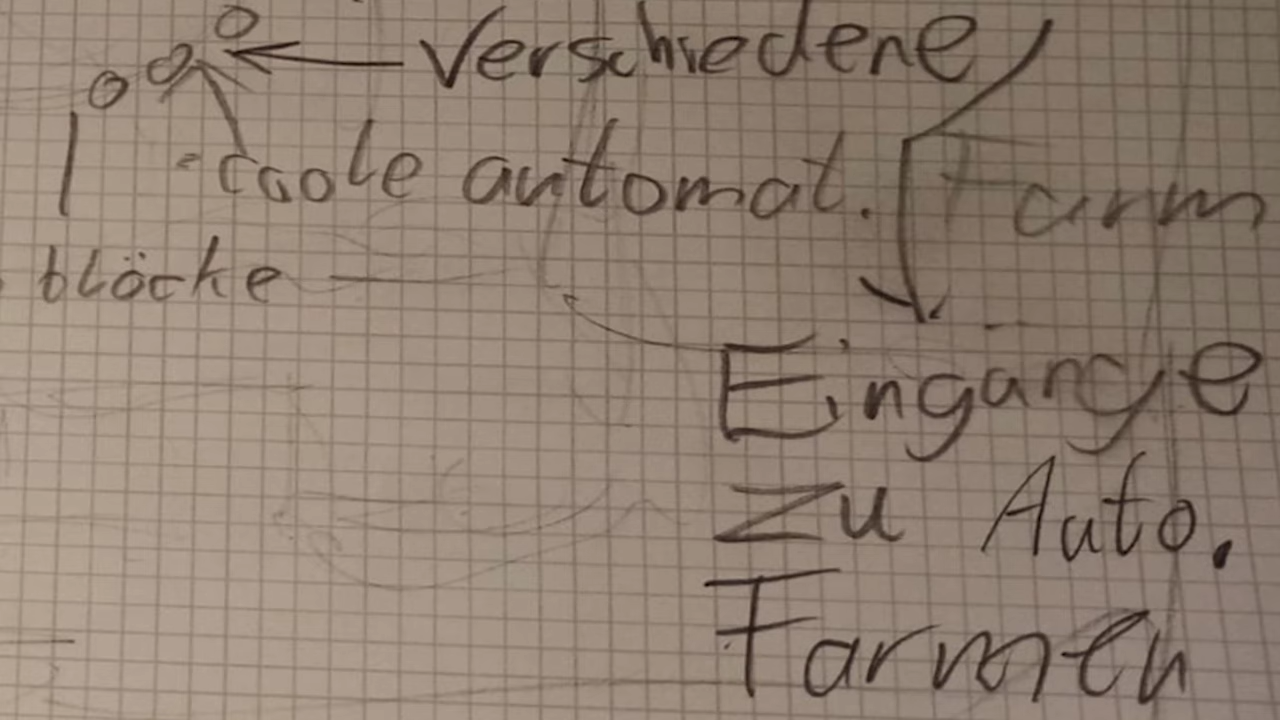 Verschiedene
coole automat. Farm
blöcke
Eingänge
zu Auto.
Farmen